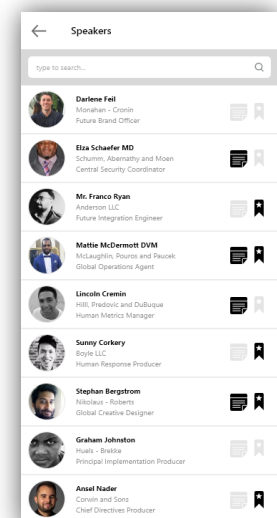 Speakers
type to search...
Darlene Feil
Monahan - Cronin
Future Brand Officer
Elza Schaefer MD
Schumm, Abernathy and Moen
Central Security Coordinator
Mr. Franco Ryan
Anderson LLC
Future Integration Engineer
Mattie McDermott DVM
McLaughlin, Pouros and Paucek
Global Operations Agent
Lincoln Cremin
Hilll, Predovic and DuBuque
Human Metrics Manager
Sunny Corkery
Boyle LLC
Human Response Producer
Stephan Bergstrom
Nikolaus - Roberts
Global Creative Designer
Graham Johnston
Huels - Brekke
Principal Implementation Producer
Ansel Nader
Corwin and Sons
Chief Directives Producer